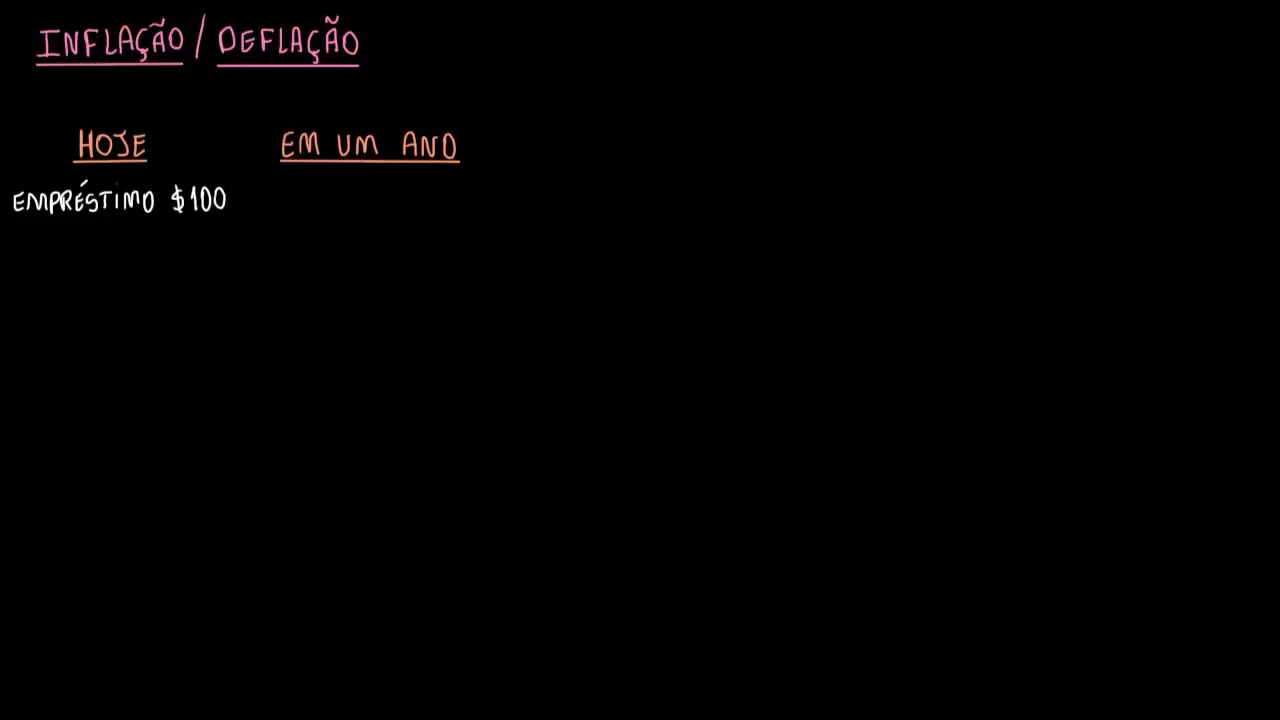 INFLAÇÃO / DEFLAÇÃO
HOJE EM UM ANO
EMPRÉSTIMO $100